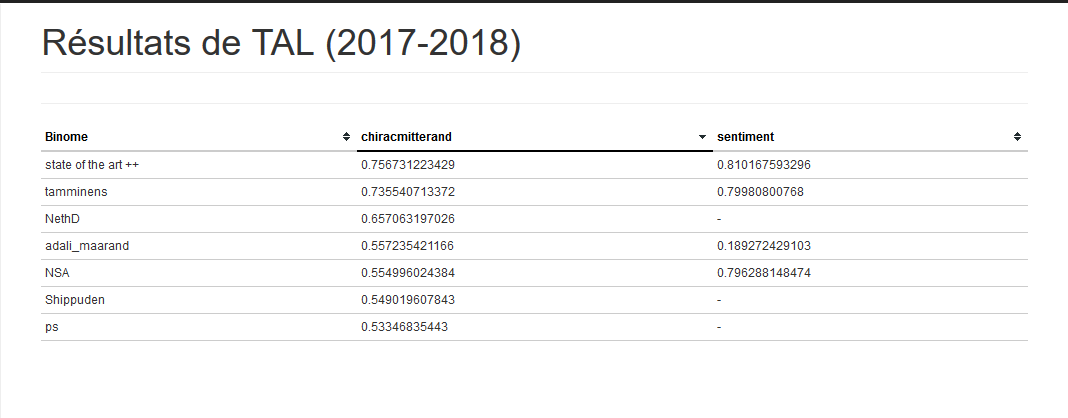 Résultats de TAL (2017-2018)
Binome chiracmitterand sentiment
state of the art ++ 0.756731223429 0.810167593296
tamminens 0.735540713372 0.79980800768
NethD 0.657063197026 -
adali_maarand 0.557235421166 0.189272429103
NSA 0.554996024384 0.796288148474
Shippuden 0.549019607843 -
ps 0.53346835443 -